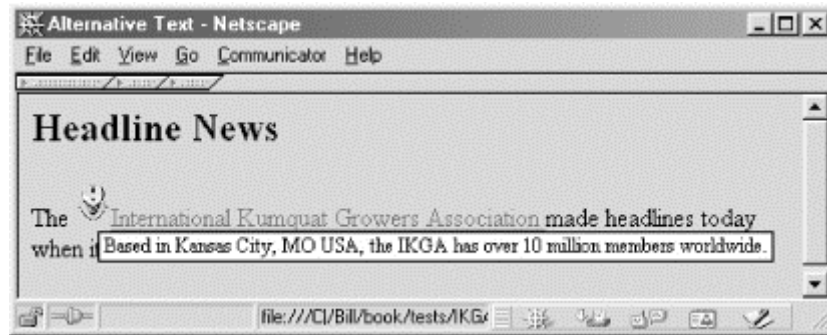 Alternative Text - Netscape
File Edit View Go Communicator Help
Headline News
The International Kumquat Growers Association made headlines today
when i
Based in Kansas City, MO USA, the IKGA has over 10 million members worldwide.
file:///C|/Bill/book/tests/IKG